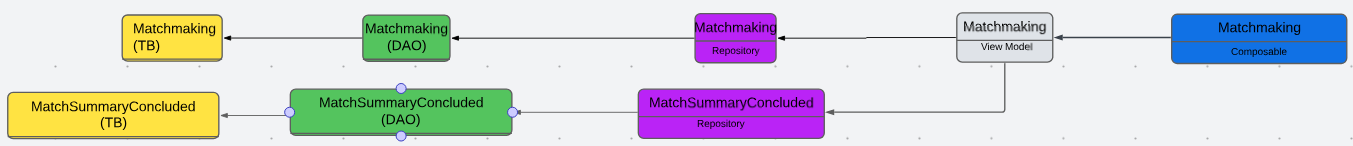 Matchmaking
(TB)
Matchmaking
(DAO)
Matchmaking
Repository
Matchmaking
View Model
Matchmaking
Composable
MatchSummaryConcluded
(TB)
MatchSummaryConcluded
(DAO)
MatchSummaryConcluded
Repository